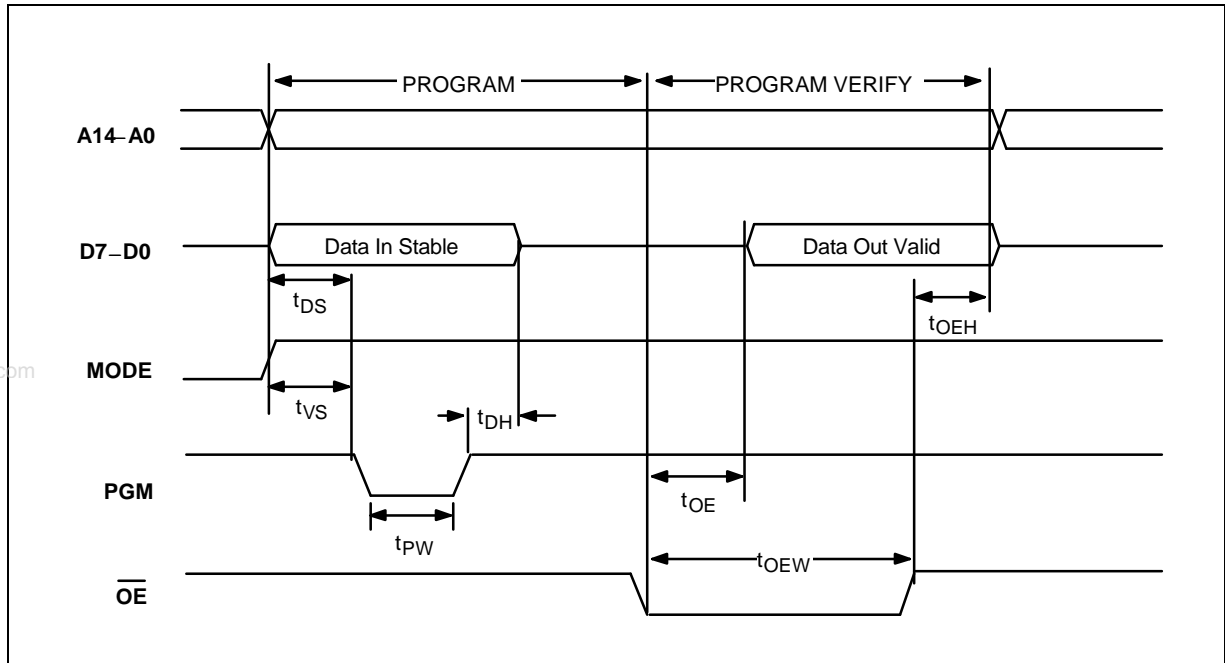 PROGRAM PROGRAM VERIFY
A14–A0
D7–D0 Data In Stable Data Out Valid
tDS tOEH
com
MODE
tVS tDH
PGM
tOE
tPW
tOEW
OE